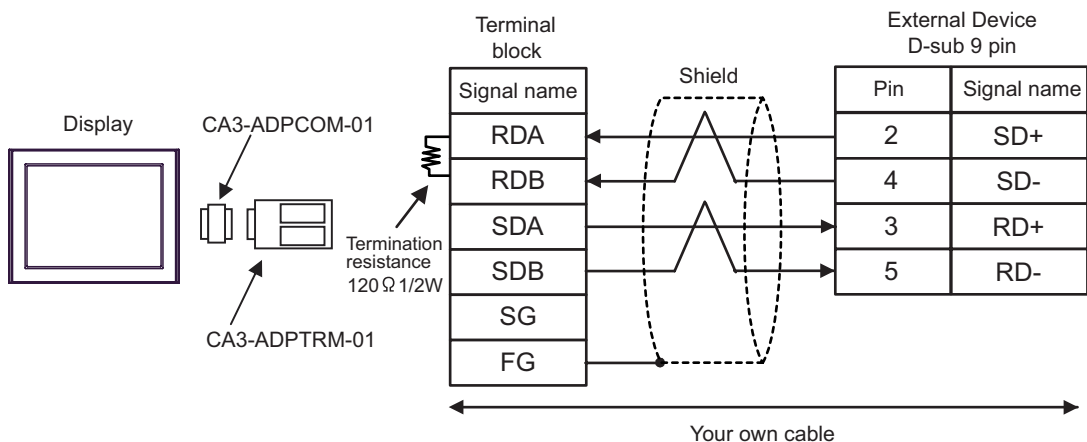 Display
CA3-ADPCOM-01
CA3-ADPTRM-01
Termination
resistance
120Ω 1/2W
Terminal
block
Signal name
RDA
RDB
SDA
SDB
SG
FG
Shield
External Device
D-sub 9 pin
Pin Signal name
2 SD+
4 SD-
3 RD+
5 RD-
Your own cable